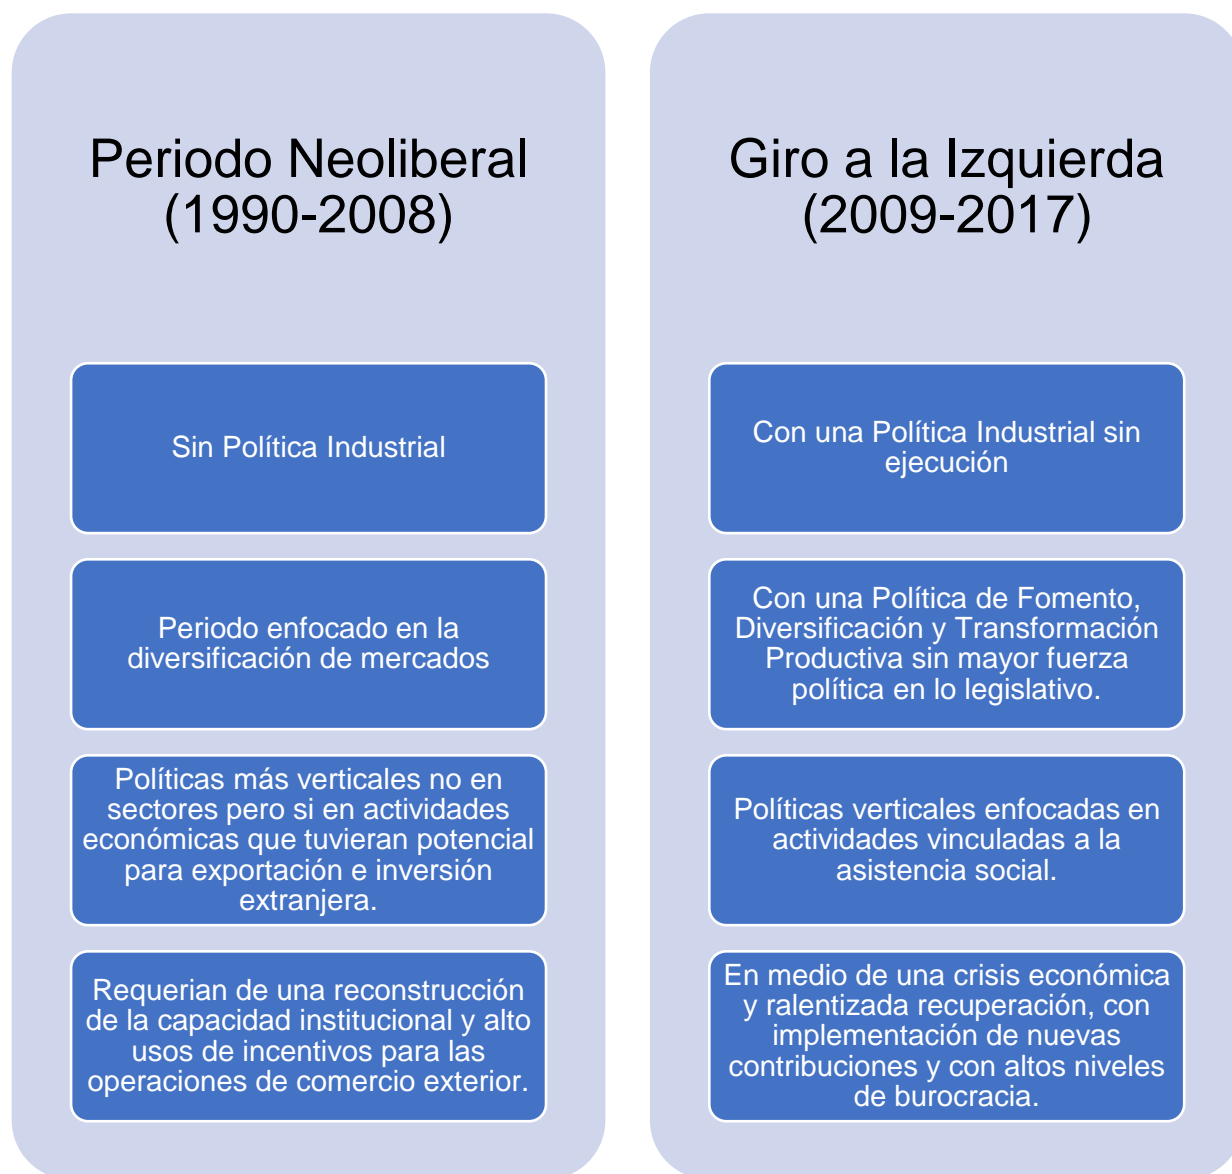 Periodo Neoliberal
(1990-2008)
Sin Política Industrial
Periodo enfocado en la
diversificación de mercados
Políticas más verticales no en
sectores pero si en actividades
económicas que tuvieran potencial
para exportación e inversión
extranjera.
Requerian de una reconstrucción
de la capacidad institucional y alto
usos de incentivos para las
operaciones de comercio exterior.
Giro a la Izquierda
(2009-2017)
Con una Política Industrial sin
ejecución
Con una Política de Fomento,
Diversificación y Transformación
Productiva sin mayor fuerza
política en lo legislativo.
Políticas verticales enfocadas en
actividades vinculadas a la
asistencia social.
En medio de una crisis económica
y ralentizada recuperación, con
implementación de nuevas
contribuciones y con altos niveles
de burocracia.